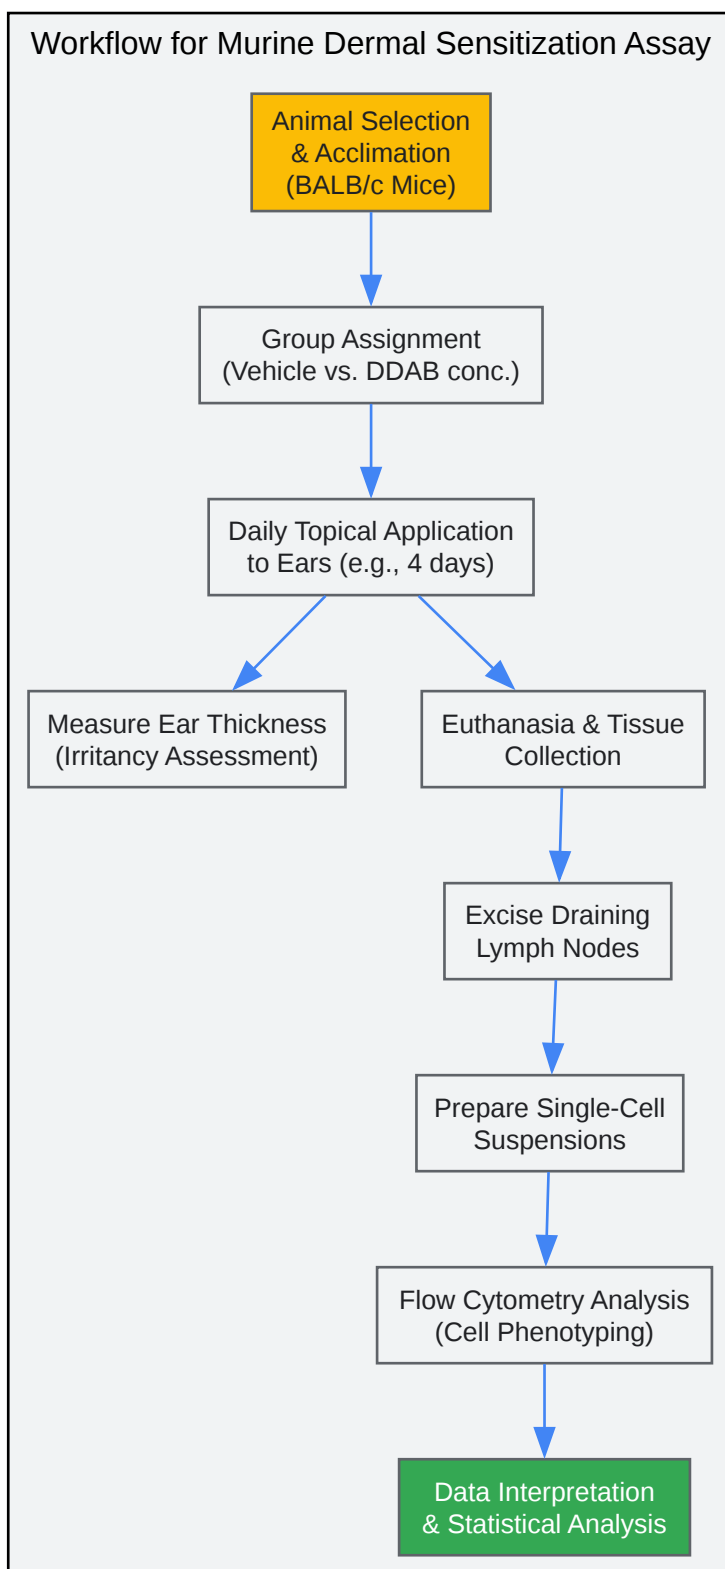 Workflow for Murine Dermal Sensitization Assay
Animal Selection
& Acclimation
(BALB/c Mice)
Group Assignment
(Vehicle vs. DDAB conc.)
Daily Topical Application
to Ears (e.g., 4 days)
Measure Ear Thickness
(Irritancy Assessment)
Euthanasia & Tissue
Collection
Excise Draining
Lymph Nodes
Prepare Single-Cell
Suspensions
Flow Cytometry Analysis
(Cell Phenotyping)
Data Interpretation
& Statistical Analysis